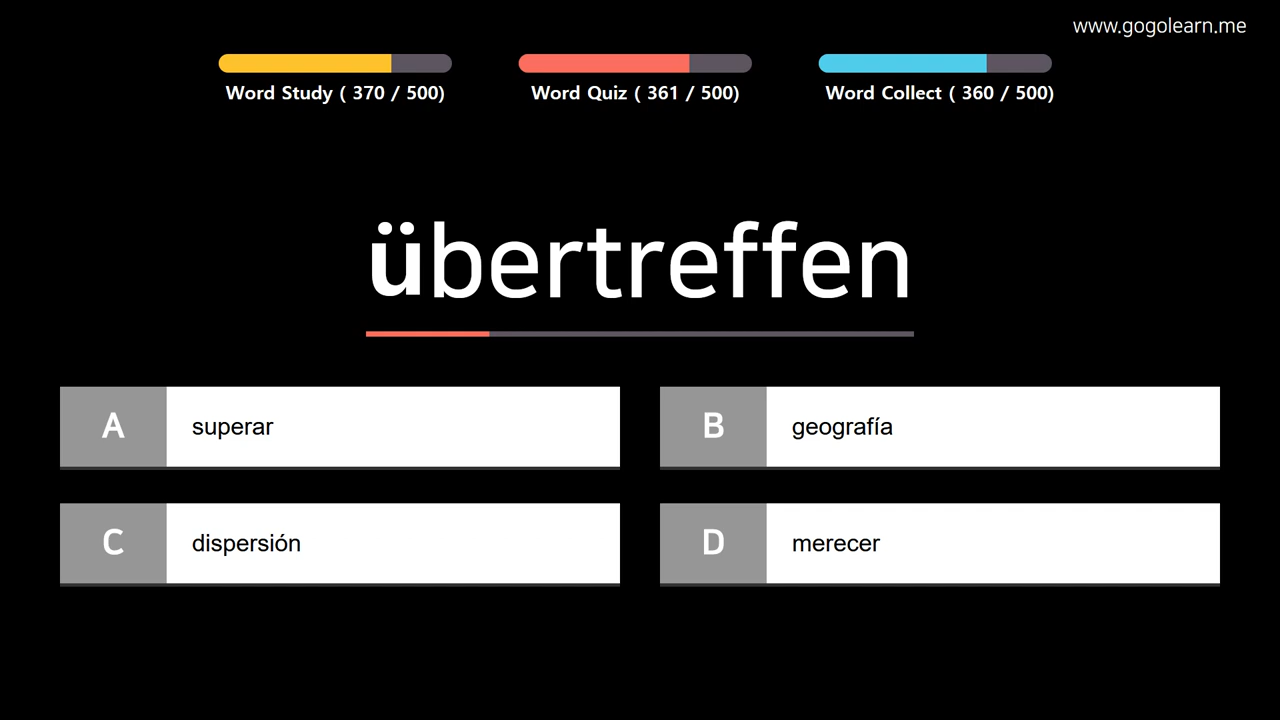 www.gogolearn.me
Word Study ( 370 / 500)
Word Quiz ( 361 / 500)
Word Collect ( 360 / 500)
übertreffen
A superar
B geografía
C dispersión
D merecer